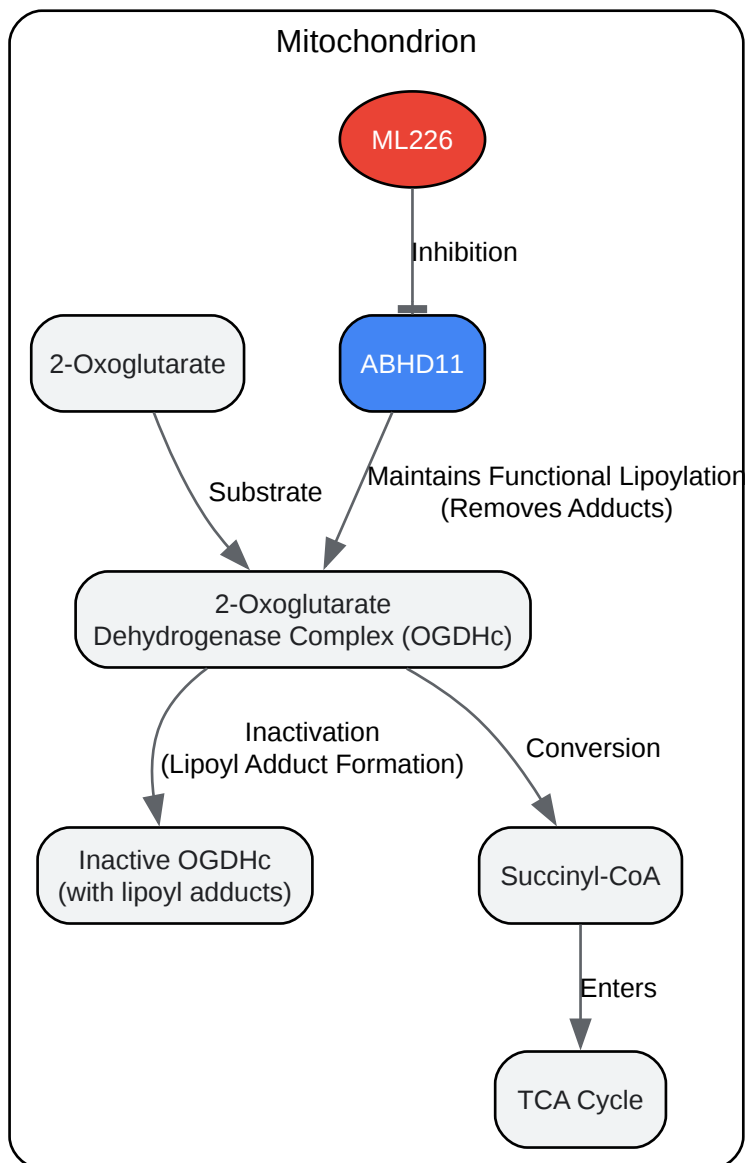 Mitochondrion
ML226
Inhibition
2-Oxoglutarate
ABHD11
Substrate
Maintains Functional Lipoylation
(Removes Adducts)
2-Oxoglutarate
Dehydrogenase Complex (OGDHc)
Inactivation
(Lipoyl Adduct Formation)
Conversion
Inactive OGDHc
(with lipoyl adducts)
Succinyl-CoA
Enters
TCA Cycle